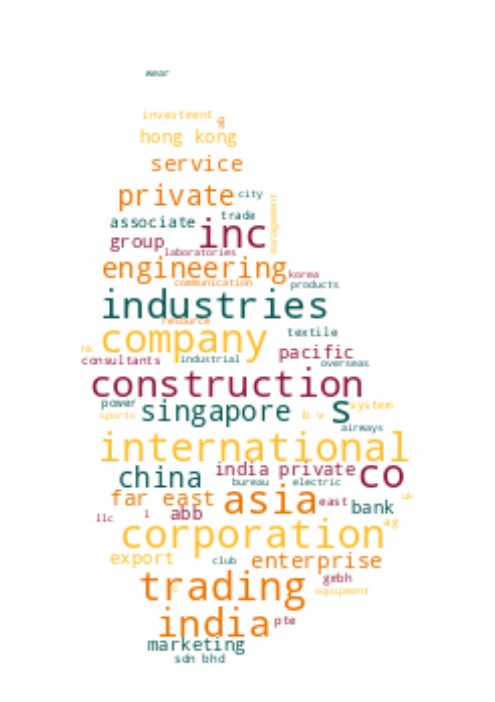 wear
investment
hong kong
service
private city
trade
associate
inc
group
management
laboratories
engineering
korea
communication
products
industries
resource
textile
company
hk
pacific
consultants industrial
overseas
construction
power
singapore s system
sports
b v
airways
international
india private co
china
bureau electric
far east asia east uk
bank
llc l abb
ag
corporation
export club enterprise
gmbh
trading
equipment
india pte
marketing
sdn bhd